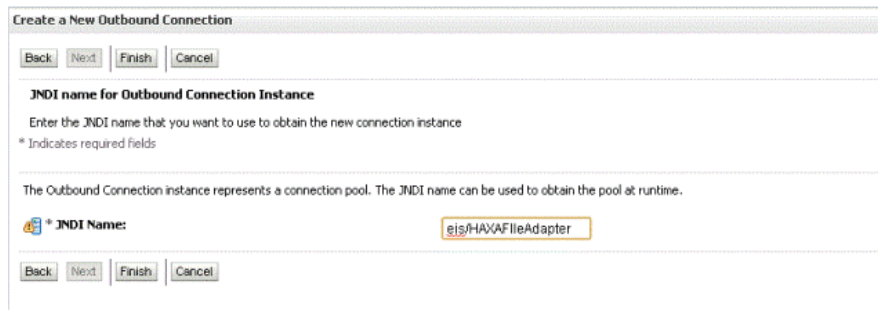 Create a New Outbound Connection
Back Next Finish Cancel
JNDI name for Outbound Connection Instance
Enter the JNDI name that you want to use to obtain the new connection instance
* Indicates required fields
The Outbound Connection instance represents a connection pool. The JNDI name can be used to obtain the pool at runtime.
* JNDI Name: eis/HAXAFIleAdapter
Back Next Finish Cancel